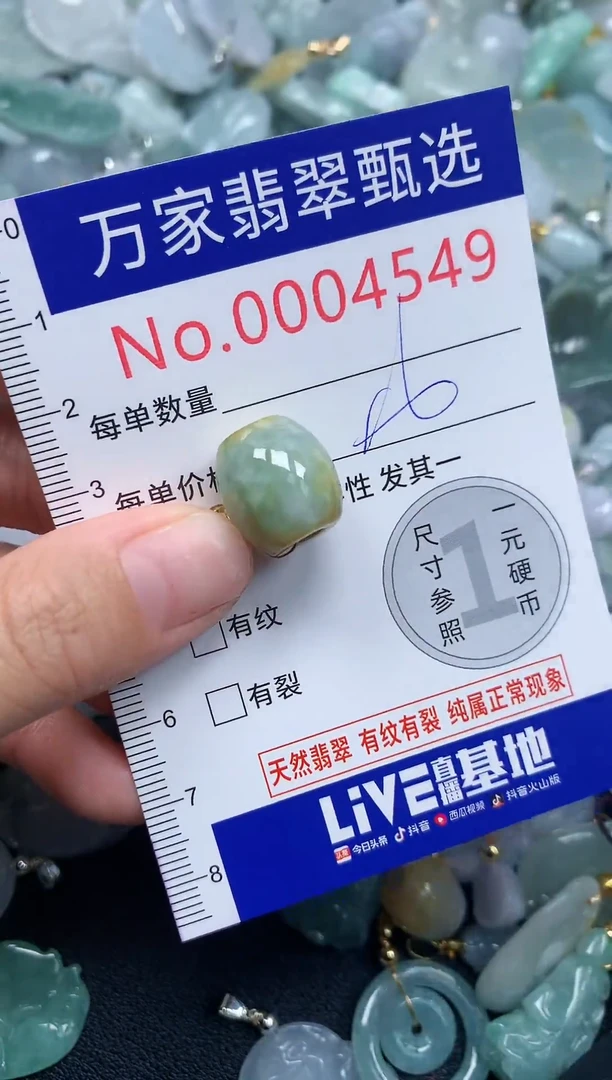 万家翡翠甄选
No.0004549
每单数量
每单价 性 发其一
尺寸参照
1
一元硬币
有纹
有裂
天然翡翠 有纹有裂 纯属正常现象
LiVE直播基地
今日头条 抖音 西瓜视频 抖音火山版
0
1
2
3
6
7
8